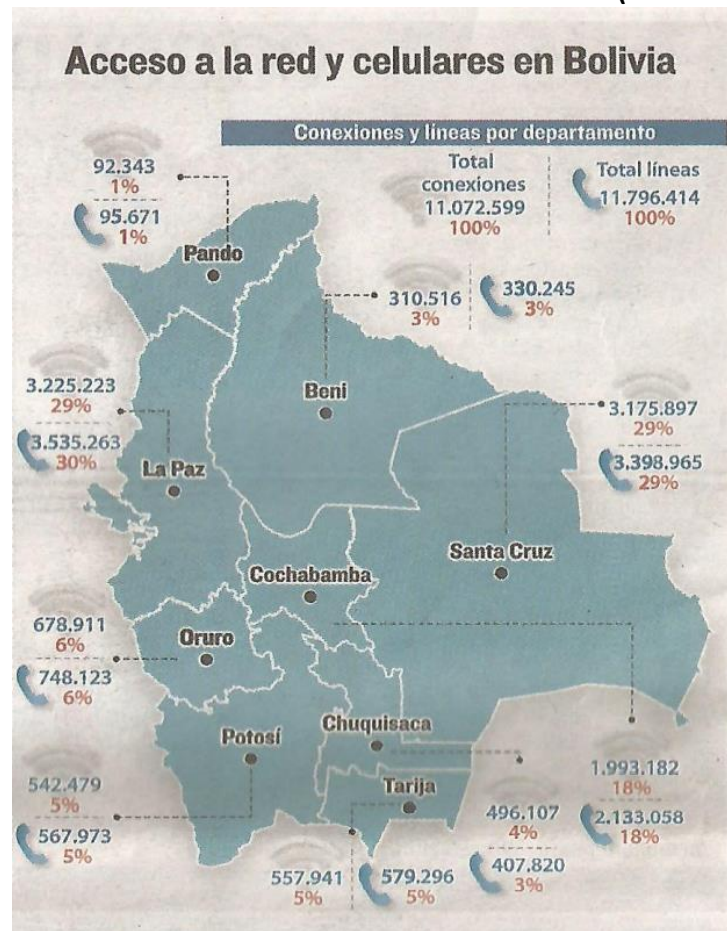 Acceso a la red y celulares en Bolivia
Conexiones y líneas por departamento
Total
conexiones
11.072.599
100%
Total líneas
11.796.414
100%
92.343
1%
95.671
1%
Pando
310.516
3%
330.245
3%
Beni
3.225.223
29%
3.535.263
30%
La Paz
3.175.897
29%
3.398.965
29%
Santa Cruz
Cochabamba
678.911
6%
748.123
6%
Oruro
Potosí
Chuquisaca
Tarija
542.479
5%
567.973
5%
557.941
5%
579.296
5%
496.107
4%
407.820
3%
1.993.182
18%
2.133.058
18%